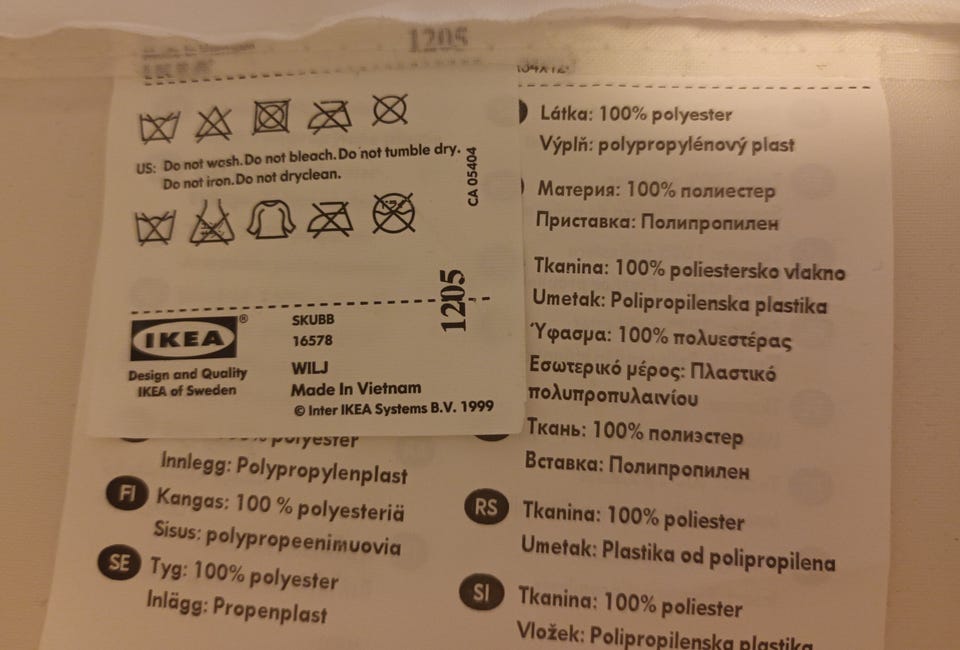 1205
IKEA
US: Do not wash. Do not bleach. Do not tumble dry.
Do not iron. Do not dryclean.
CA 05404
1205
IKEA®
Design and Quality
IKEA of Sweden
SKUBB
16578
WILJ
Made In Vietnam
© Inter IKEA Systems B.V. 1999
polyester
Innlegg: Polypropylenplast
FI Kangas: 100 % polyesteriä
Sisus: polypropeenimuovia
SE Tyg: 100% polyester
Inlägg: Propenplast
Látka: 100% polyester
Výplň: polypropylénový plast
Материя: 100% полиестер
Приставка: Полипропилен
Tkanina: 100% poliestersko vlakno
Umetak: Polipropilenska plastika
Ύφασμα: 100% πολυεστέρας
Εσωτερικό μέρος: Πλαστικό
πολυπροπυλαινίου
Ткань: 100% полиэстер
Вставка: Полипропилен
RS Tkanina: 100% poliester
Umetak: Plastika od polipropilena
SI Tkanina: 100% poliester
Vložek: Polipropilenska plastika